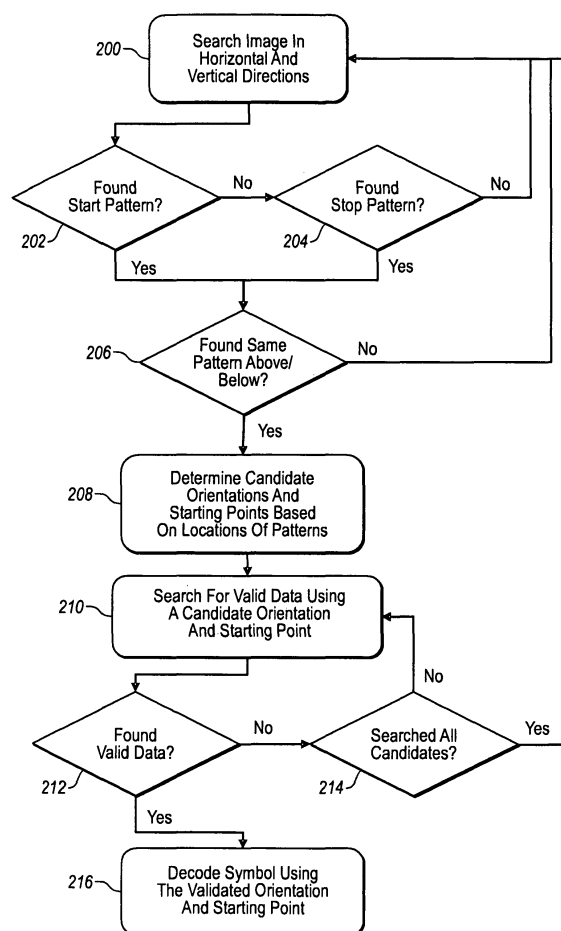 200
Search Image In
Horizontal And
Vertical Directions
Found
Start Pattern?
No
202
Found
Stop Pattern?
No
204
Yes
Yes
206
Found Same
Pattern Above/
Below?
No
Yes
208
Determine Candidate
Orientations And
Starting Points Based
On Locations Of Patterns
210
Search For Valid Data Using
A Candidate Orientation
And Starting Point
No
Found
Valid Data?
No
212
Searched All
Candidates?
Yes
214
Yes
216
Decode Symbol Using
The Validated Orientation
And Starting Point